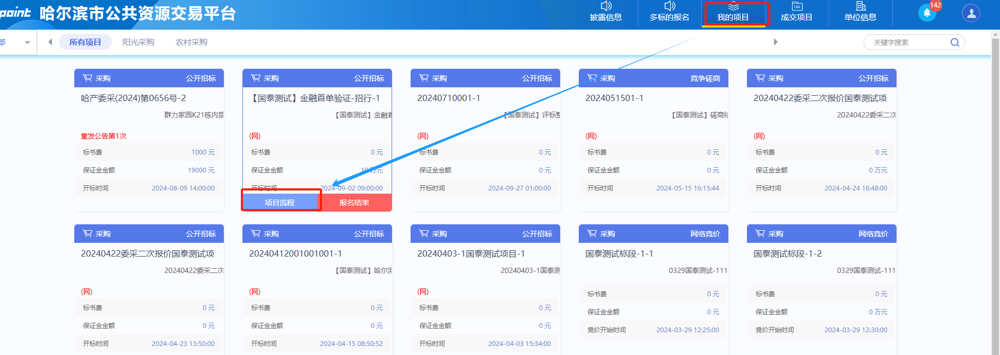 point 哈尔滨市公共资源交易平台
披露信息
多标的报名
我的项目
成交项目
单位信息
142
部
所有项目
阳光采购
农村采购
关键字搜索
采购 公开招标
哈产委采(2024)第0656号-2
群力家园K21栋内部
重发公告第1次
标书费 1000 元
保证金金额 19000 元
开标时间 2024-08-09 14:00:00
采购 公开招标
【国泰测试】金融首单验证-招行-1
【国泰测试】金融首
(网)
标书费 0 元
保证金金额 10 万元
开标时间 2024-09-02 09:00:00
项目流程 报名结束
采购 公开招标
20240710001-1
【国泰测试】评标
(网)
标书费 0 元
保证金金额 0 元
开标时间 2024-09-27 01:00:00
采购 竞争磋商
2024051501-1
【国泰测试】磋商
(网)
标书费 0 元
保证金金额 0 元
开标时间 2024-05-15 16:15:44
采购 公开招标
20240422委采二次报价国泰测试项
20240422委采二次
(网)
标书费 0 元
保证金金额 0 万元
开标时间 2024-04-24 16:48:00
采购 公开招标
20240422委采二次报价国泰测试项
20240422委采二次
(网)
标书费 0 元
保证金金额 0 元
开标时间 2024-04-23 13:50:00
采购 公开招标
20240412001001001-1
【国泰测试】哈尔滨
(网)
标书费 0 元
保证金金额 0 元
开标时间 2024-04-15 08:50:52
采购 公开招标
20240403-1国泰测试项目-1
20240403-1国泰测
(网)
标书费 0 元
保证金金额 0 元
开标时间 2024-04-03 15:34:00
采购 网络竞价
国泰测试标段-1-1
0329国泰测试-111
标书费 0 元
保证金金额 0 元
竞价开始时间 2024-03-29 12:25:00
采购 网络竞价
国泰测试标段-1-2
0329国泰测试-111
标书费 0 元
保证金金额 0 万元
竞价开始时间 2024-03-29 12:30:00